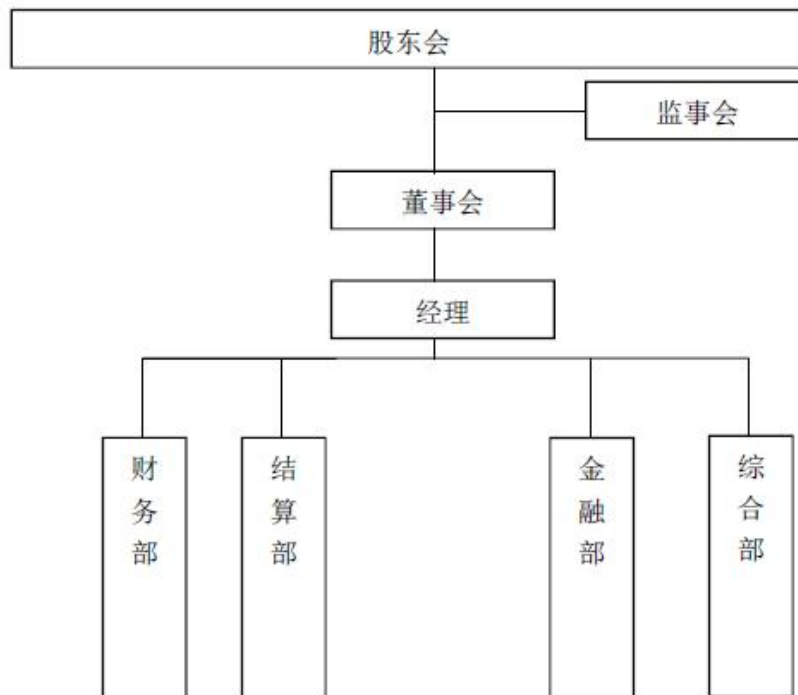 股东会
监事会
董事会
经理
财务部
结算部
金融部
综合部